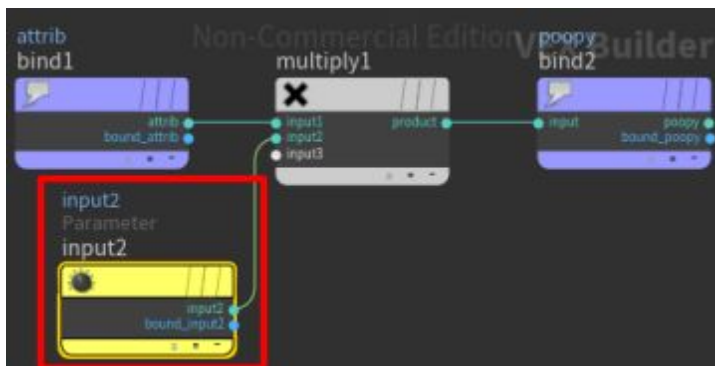 Non-Commercial Edition
VEX Builder
attrib
bind1
attrib
bound_attrib
multiply1
input1
input2
input3
product
poopy
bind2
input
poopy
bound_poopy
input2
Parameter
input2
input2
bound_input2